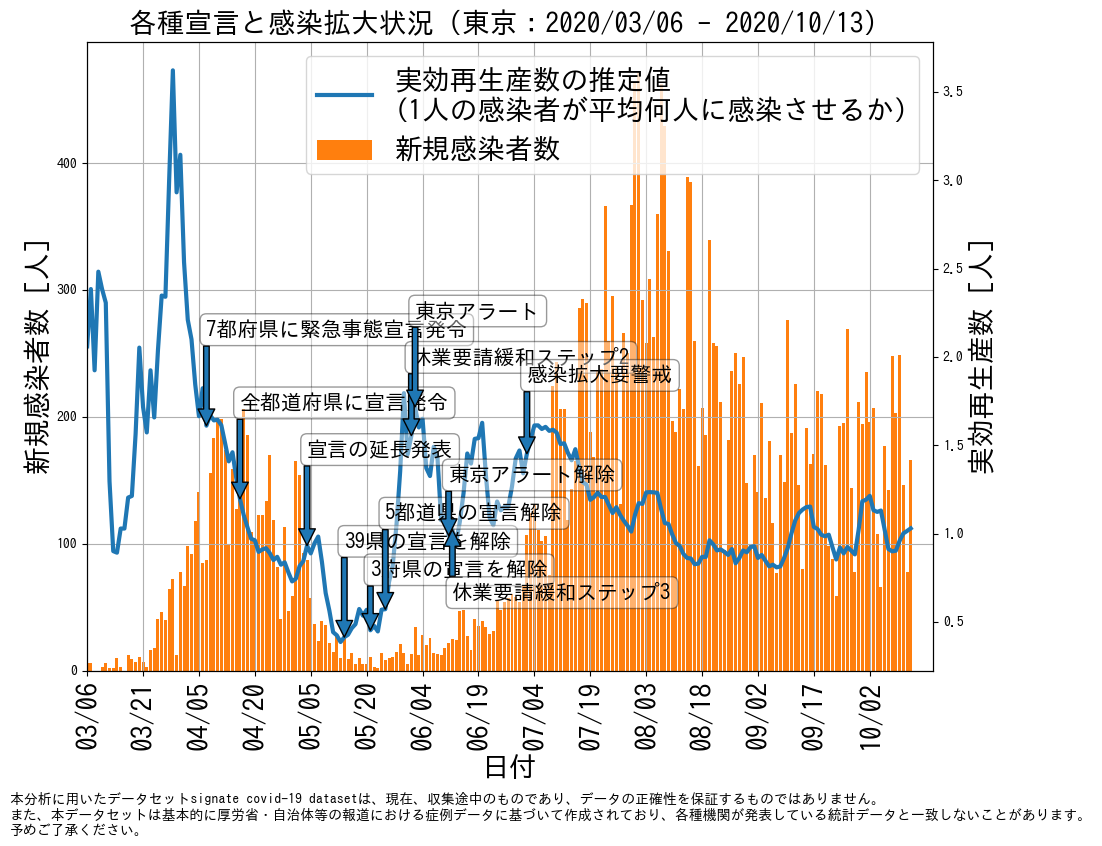 各種宣言と感染拡大状況（東京：2020/03/06 - 2020/10/13）
実効再生産数の推定値
(1人の感染者が平均何人に感染させるか)
新規感染者数
新規感染者数 [人]
実効再生産数 [人]
400
300
200
100
0
3.5
3.0
2.5
2.0
1.5
1.0
0.5
東京アラート
7都府県に緊急事態宣言発令
休業要請緩和ステップ2
感染拡大要警戒
全都道府県に宣言発令
宣言の延長発表
東京アラート解除
5都道県の宣言解除
39県の宣言を解除
3府県の宣言を解除
休業要請緩和ステップ3
03/06
03/21
04/05
04/20
05/05
05/20
06/04
06/19
07/04
07/19
08/03
08/18
09/02
09/17
10/02
日付
本分析に用いたデータセットsignate covid-19 datasetは、現在、収集途中のものであり、データの正確性を保証するものではありません。
また、本データセットは基本的に厚労省・自治体等の報道における症例データに基づいて作成されており、各種機関が発表している統計データと一致しないことがあります。
予めご了承ください。